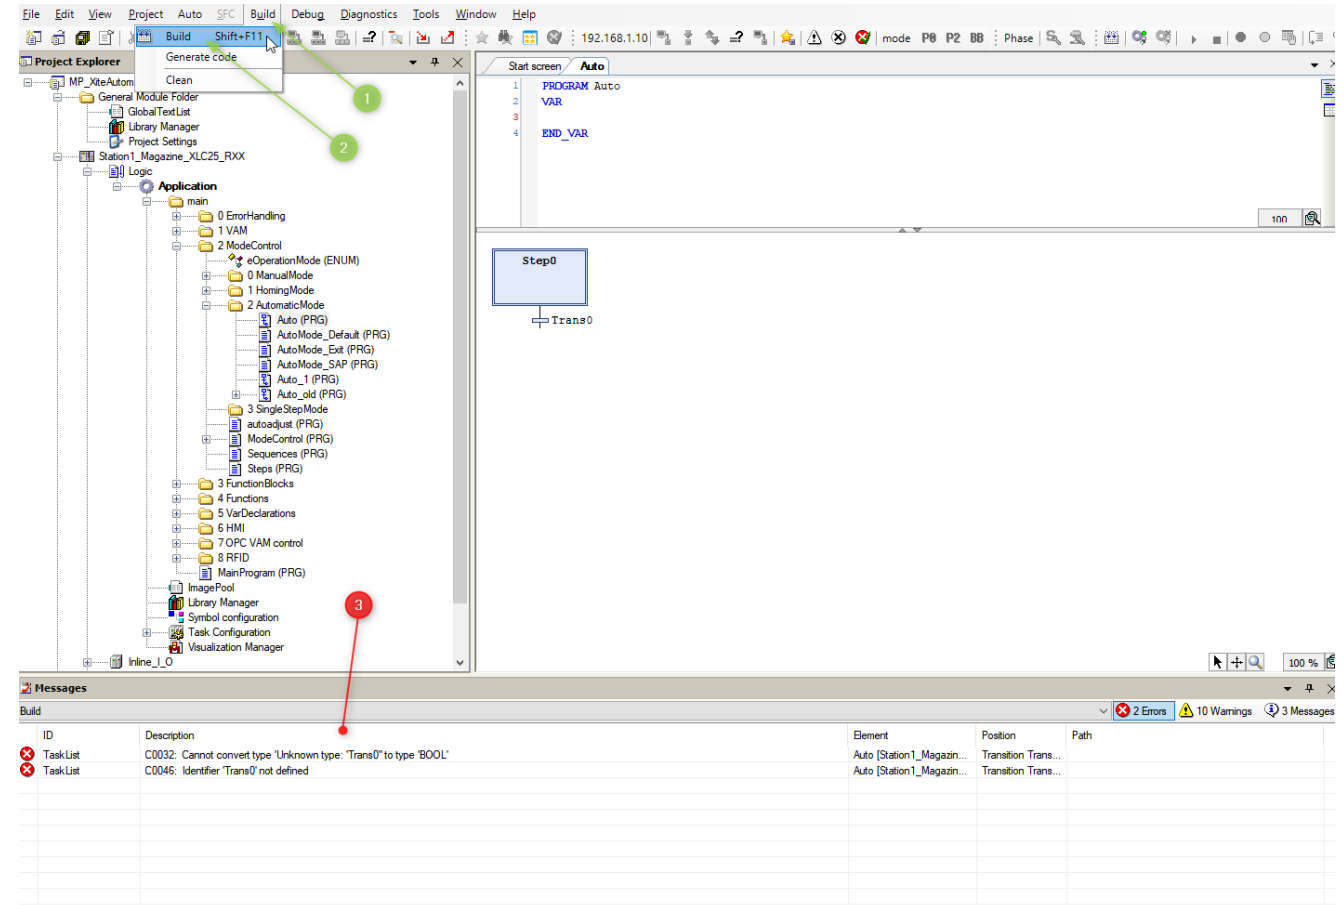 File Edit View Project Auto SFC Build Debug Diagnostics Tools Window Help
Build Shift+F11
192.168.1.10
mode P0 P2 BB Phase
Generate code
Clean
Project Explorer
Start screen Auto
1 PROGRAM Auto
2 VAR
3
4 END_VAR
100
1
2
MP_XiteAutom
General Module Folder
GlobalTextList
Library Manager
Project Settings
Station1_Magazine_XLC25_RXX
Logic
Application
main
0 ErrorHandling
1 VAM
2 ModeControl
eOperationMode (ENUM)
0 ManualMode
1 HomingMode
2 AutomaticMode
Auto (PRG)
AutoMode_Default (PRG)
AutoMode_Exit (PRG)
AutoMode_SAP (PRG)
Auto_1 (PRG)
Auto_old (PRG)
3 SingleStepMode
autoadjust (PRG)
ModeControl (PRG)
Sequences (PRG)
Steps (PRG)
3 FunctionBlocks
4 Functions
5 VarDeclarations
6 HMI
7 OPC VAM control
8 RFID
MainProgram (PRG)
ImagePool
Library Manager
Symbol configuration
Task Configuration
Visualization Manager
Inline_I_O
3
Step0
Trans0
100 %
Messages
Build
2 Errors 10 Warnings 3 Messages
ID Description Element Position Path
TaskList C0032: Cannot convert type 'Unknown type: 'Trans0'' to type 'BOOL' Auto [Station1_Magazin... Transition Trans...
TaskList C0046: Identifier 'Trans0' not defined Auto [Station1_Magazin... Transition Trans...